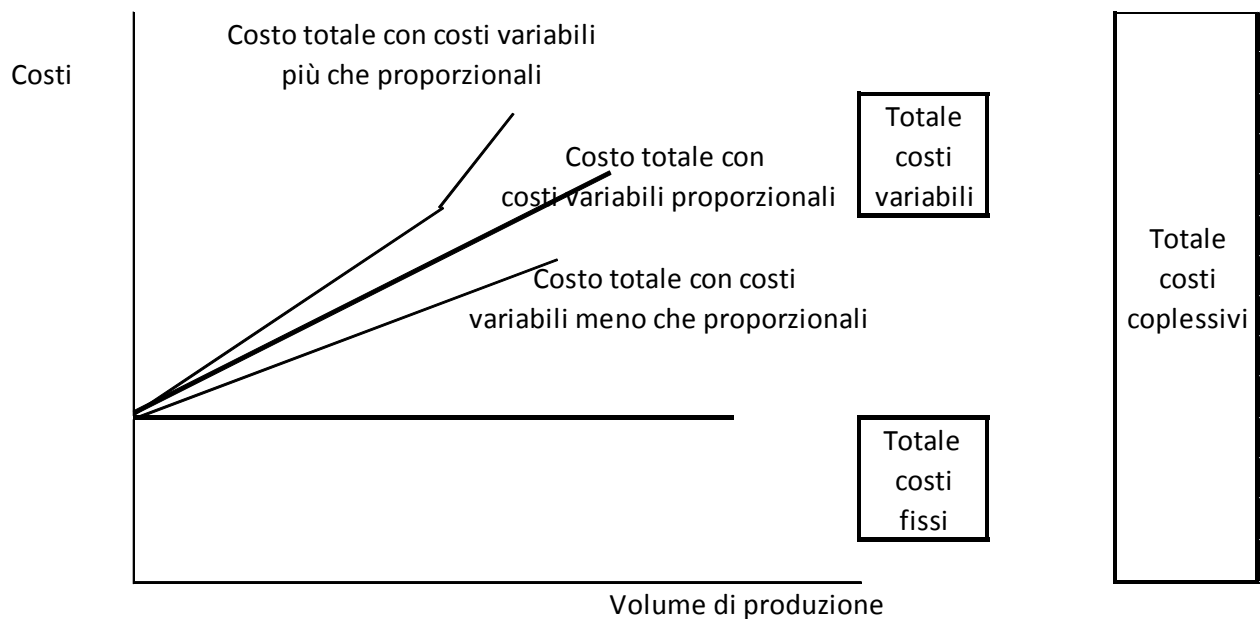 Costo totale con costi variabili
più che proporzionali
Costi
Totale
costi
variabili
Costo totale con
costi variabili proporzionali
Totale
costi
coplessivi
Costo totale con costi
variabili meno che proporzionali
Totale
costi
fissi
Volume di produzione